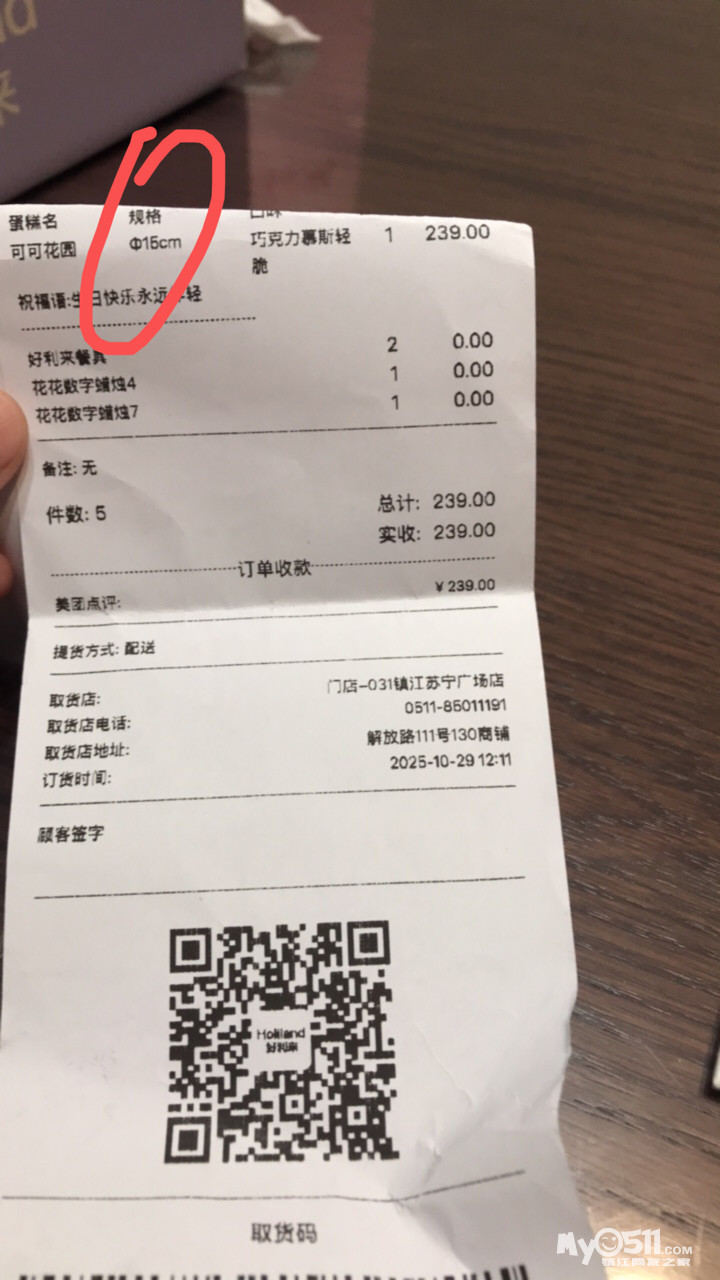 来
蛋糕名 规格 口味
可可花园 Φ15cm 巧克力慕斯轻脆 1 239.00
祝福语:生日快乐永远年轻
好利来餐具 2 0.00
花花数字蜡烛4 1 0.00
花花数字蜡烛7 1 0.00
备注: 无
件数: 5 总计: 239.00
实收: 239.00
订单收款
美团点评: ￥239.00
提货方式: 配送
取货店: 门店-031镇江苏宁广场店
取货店电话: 0511-85011191
取货店地址: 解放路111号130商铺
订货时间: 2025-10-29 12:11
顾客签字
Holiland
好利来
取货码
My0511.COM
镇江网友之家